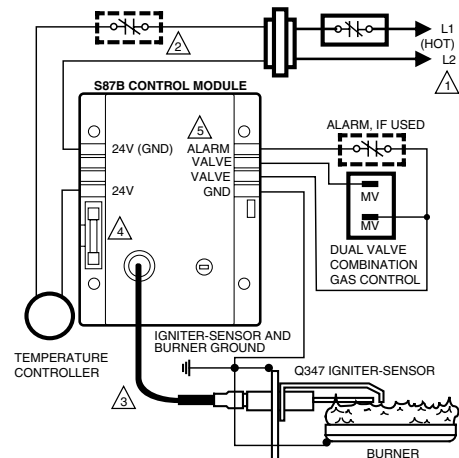 L1
(HOT)
L2
2
1
S87B CONTROL MODULE
5
24V (GND)
ALARM
VALVE
VALVE
24V
GND
ALARM, IF USED
MV
MV
4
DUAL VALVE
COMBINATION
GAS CONTROL
IGNITER-SENSOR AND
BURNER GROUND
TEMPERATURE
CONTROLLER
3
Q347 IGNITER-SENSOR
BURNER